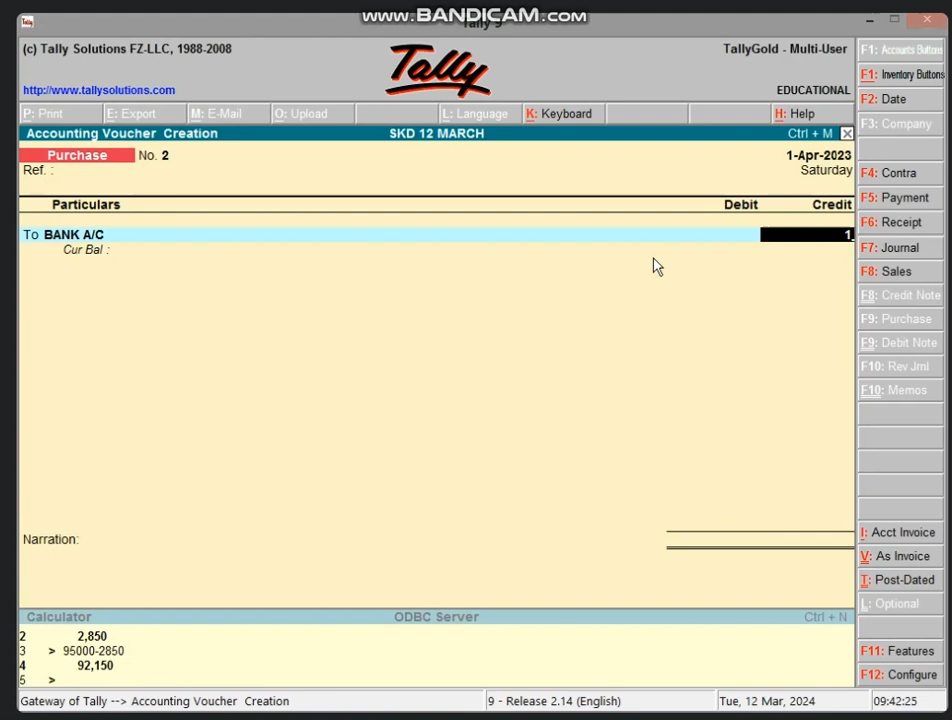 WWW.BANDICAM.COM
Tally 9
(c) Tally Solutions FZ-LLC, 1988-2008
Tally
TallyGold - Multi-User
http://www.tallysolutions.com
EDUCATIONAL
P: Print
E: Export
M: E-Mail
O: Upload
L: Language
K: Keyboard
H: Help
Accounting Voucher Creation
SKD 12 MARCH
Ctrl + M
Purchase No. 2
1-Apr-2023
Ref. :
Saturday
Particulars
Debit
Credit
To BANK A/C
1
Cur Bal :
Narration:
Calculator
ODBC Server
Ctrl + N
2 2,850
3 > 95000-2850
4 92,150
5 >
Gateway of Tally --> Accounting Voucher Creation
9 - Release 2.14 (English)
Tue, 12 Mar, 2024
09:42:25
F1: Accounts Buttons
F1: Inventory Buttons
F2: Date
F3: Company
F4: Contra
F5: Payment
F6: Receipt
F7: Journal
F8: Sales
F8: Credit Note
F9: Purchase
F9: Debit Note
F10: Rev Jrnl
F10: Memos
I: Acct Invoice
V: As Invoice
T: Post-Dated
L: Optional
F11: Features
F12: Configure